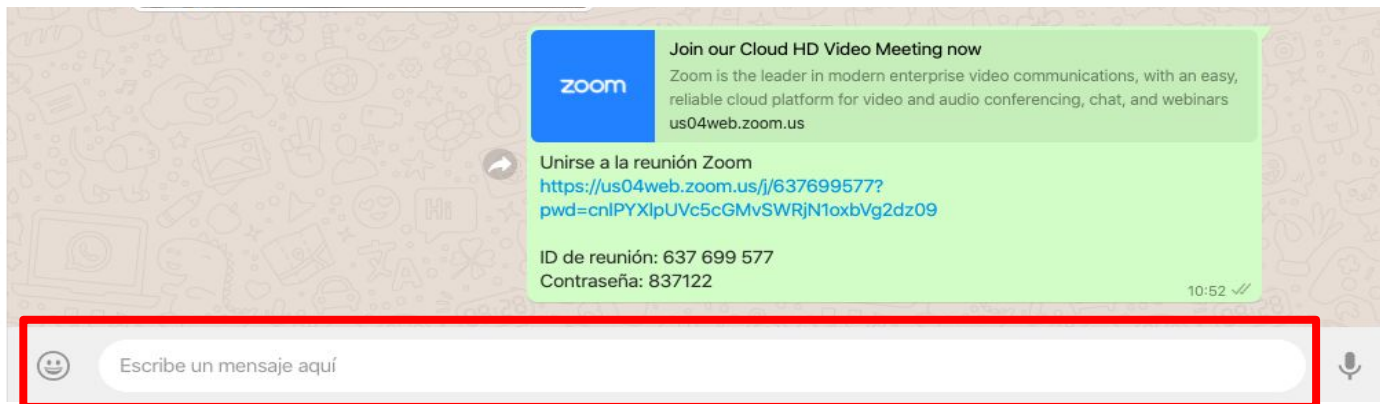 zoom
Join our Cloud HD Video Meeting now
Zoom is the leader in modern enterprise video communications, with an easy,
reliable cloud platform for video and audio conferencing, chat, and webinars
us04web.zoom.us
Unirse a la reunión Zoom
https://us04web.zoom.us/j/637699577?
pwd=cnlPYXlpUVc5cGMvSWRjN1oxbVg2dz09
ID de reunión: 637 699 577
Contraseña: 837122
10:52
Escribe un mensaje aquí